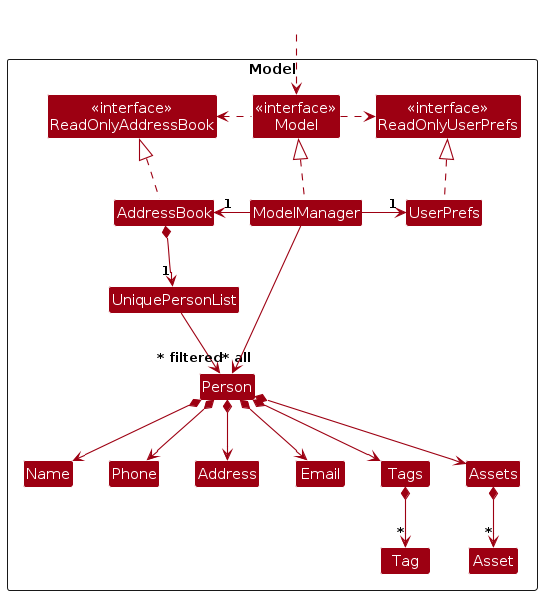 Model
«interface»
ReadOnlyAddressBook
«interface»
Model
«interface»
ReadOnlyUserPrefs
AddressBook
1
ModelManager
1
UserPrefs
1
UniquePersonList
* filtered
* all
Person
Name
Phone
Address
Email
Tags
Assets
*
*
Tag
Asset